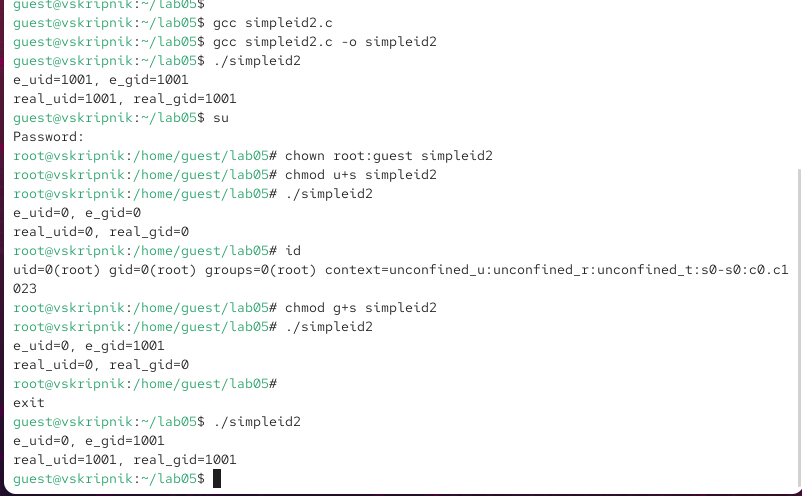 guest@vskripnik:~/lab05$
guest@vskripnik:~/lab05$ gcc simpleid2.c
guest@vskripnik:~/lab05$ gcc simpleid2.c -o simpleid2
guest@vskripnik:~/lab05$ ./simpleid2
e_uid=1001, e_gid=1001
real_uid=1001, real_gid=1001
guest@vskripnik:~/lab05$ su
Password:
root@vskripnik:/home/guest/lab05# chown root:guest simpleid2
root@vskripnik:/home/guest/lab05# chmod u+s simpleid2
root@vskripnik:/home/guest/lab05# ./simpleid2
e_uid=0, e_gid=0
real_uid=0, real_gid=0
root@vskripnik:/home/guest/lab05# id
uid=0(root) gid=0(root) groups=0(root) context=unconfined_u:unconfined_r:unconfined_t:s0-s0:c0.c1
023
root@vskripnik:/home/guest/lab05# chmod g+s simpleid2
root@vskripnik:/home/guest/lab05# ./simpleid2
e_uid=0, e_gid=1001
real_uid=0, real_gid=0
root@vskripnik:/home/guest/lab05#
exit
guest@vskripnik:~/lab05$ ./simpleid2
e_uid=0, e_gid=1001
real_uid=1001, real_gid=1001
guest@vskripnik:~/lab05$